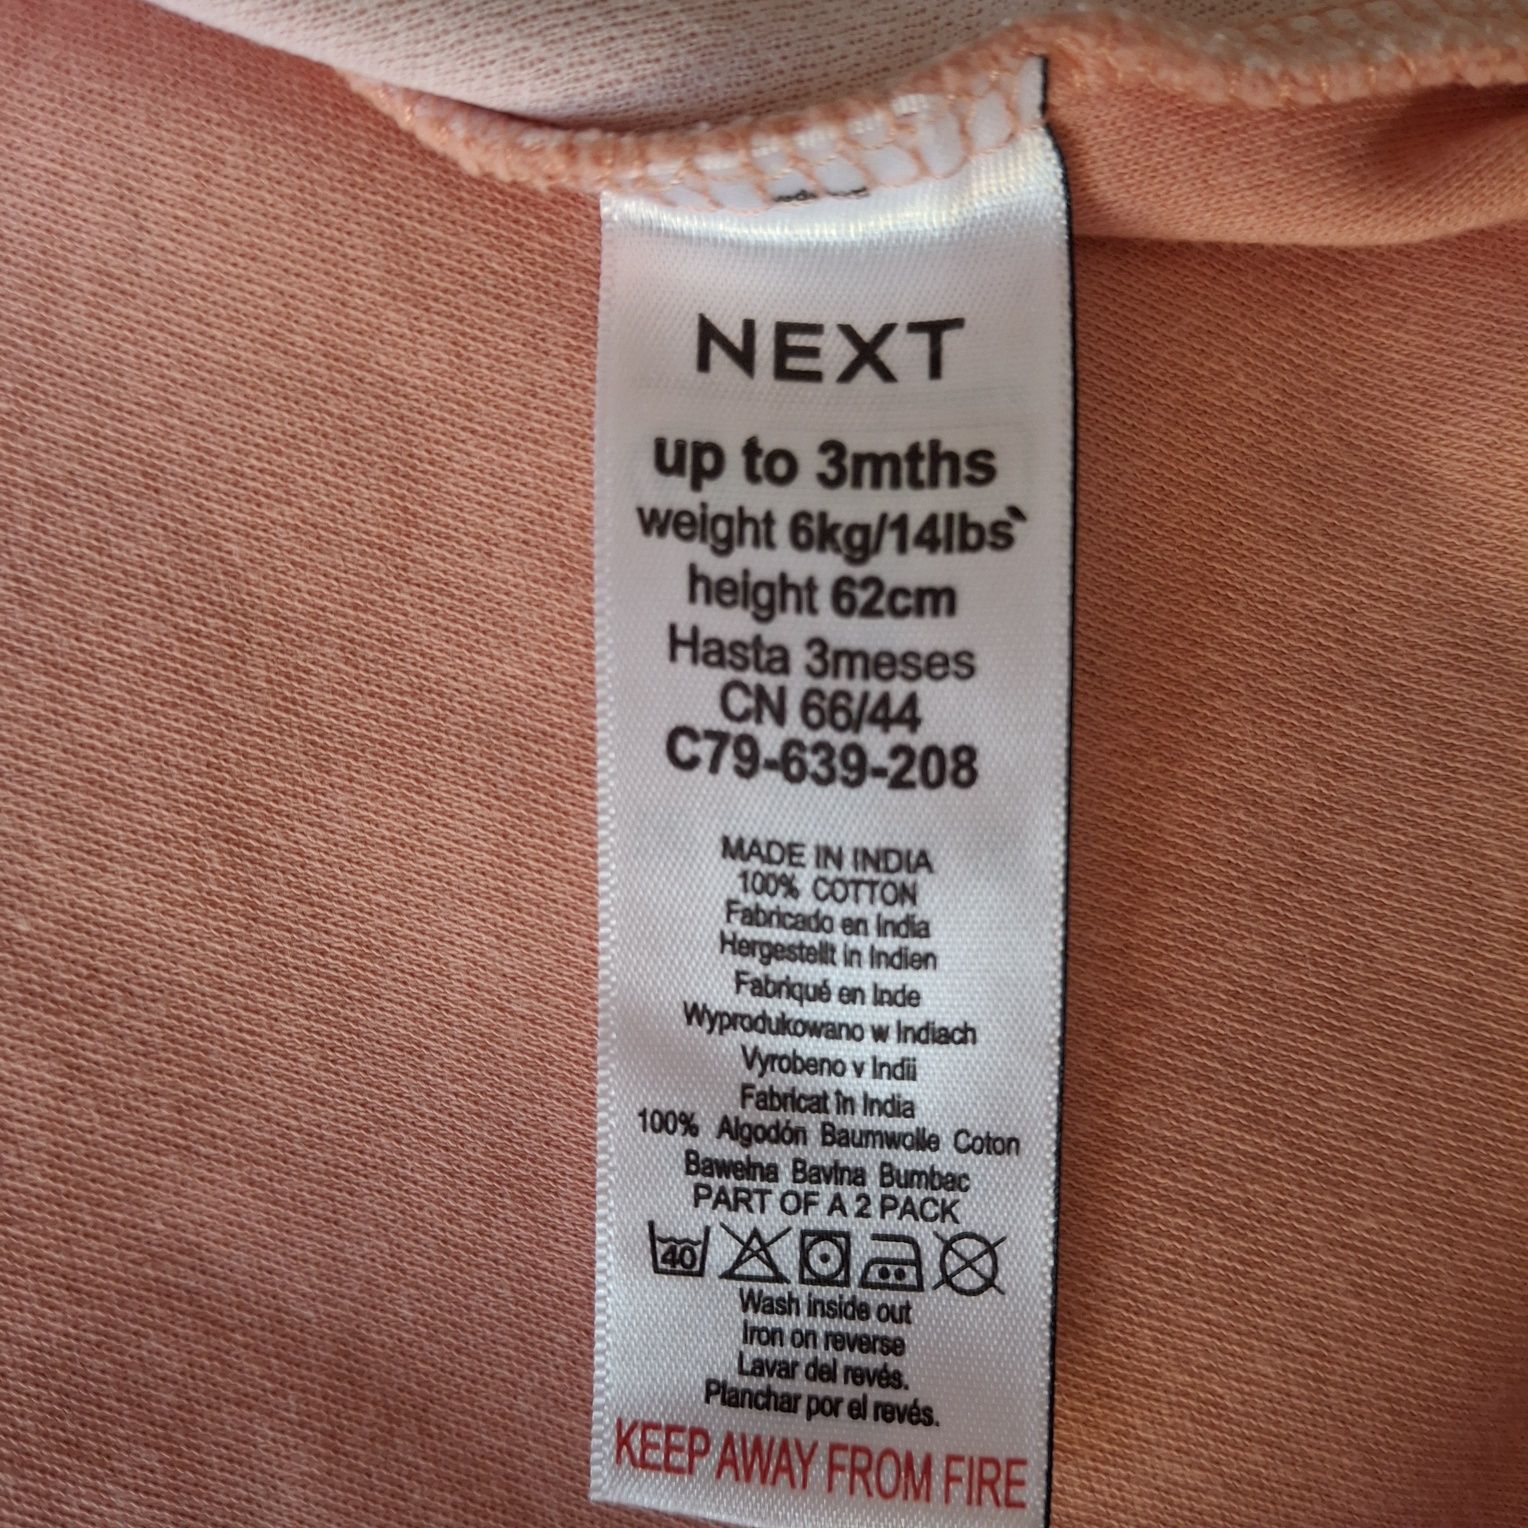 NEXT
up to 3mths
weight 6kg/14lbs
height 62cm
Hasta 3meses
CN 66/44
C79-639-208
MADE IN INDIA
100% COTTON
Fabricado en India
Hergestellt in Indien
Fabriqué en Inde
Wyprodukowano w Indiach
Vyrobeno v Indii
Fabricat în India
100% Algodón Baumwolle Coton
Bawełna Bavlna Bumbac
PART OF A 2 PACK
40
Wash inside out
Iron on reverse
Lavar del revés.
Planchar por el revés.
KEEP AWAY FROM FIRE